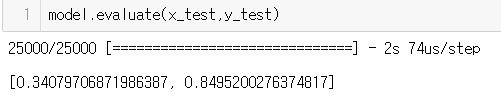 1 model.evaluate(x_test,y_test)
25000/25000 [==============================] - 2s 74us/step
[0.34079706871986387, 0.8495200276374817]